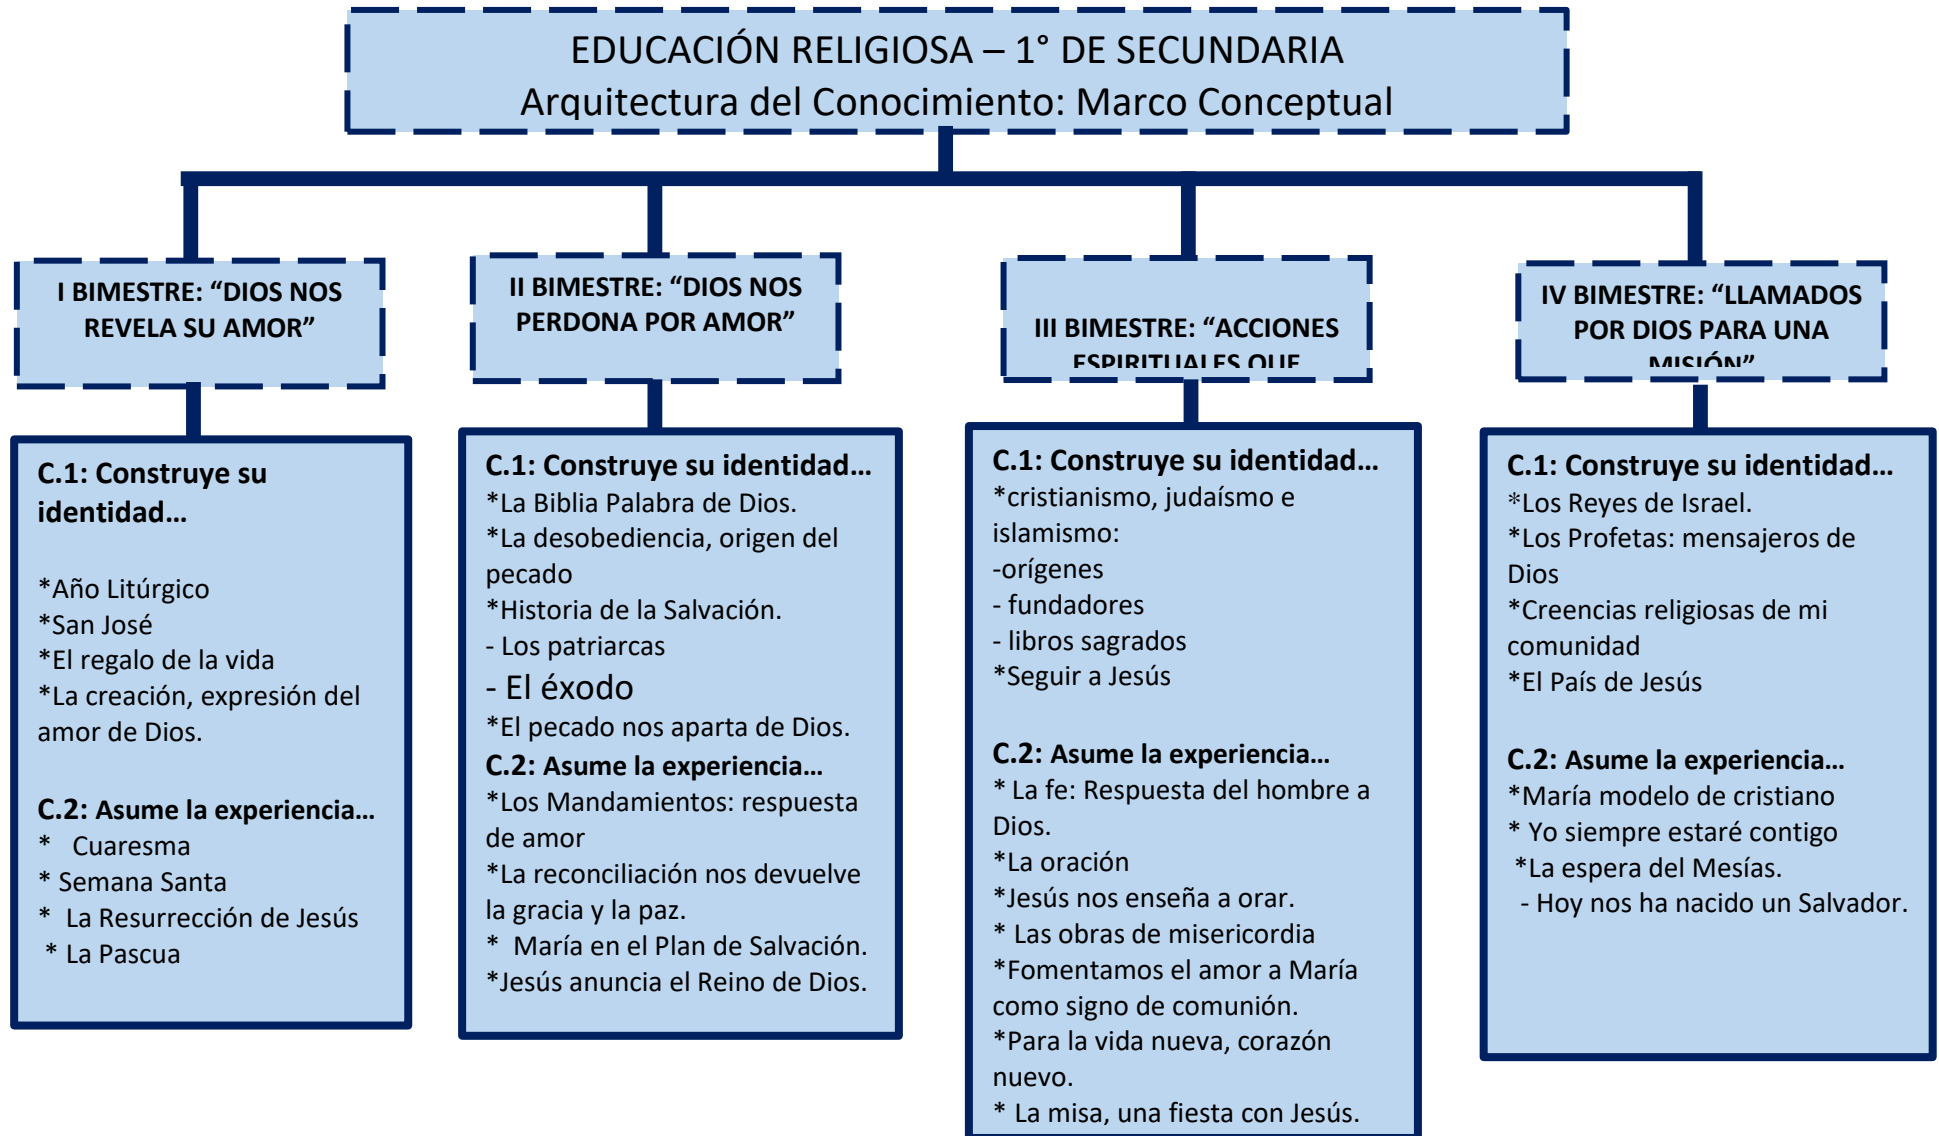 EDUCACIÓN RELIGIOSA – 1° DE SECUNDARIA
Arquitectura del Conocimiento: Marco Conceptual
I BIMESTRE: “DIOS NOS
REVELA SU AMOR”
C.1: Construye su
identidad...
*Año Litúrgico
*San José
*El regalo de la vida
*La creación, expresión del
amor de Dios.
C.2: Asume la experiencia...
* Cuaresma
* Semana Santa
* La Resurrección de Jesús
* La Pascua
II BIMESTRE: “DIOS NOS
PERDONA POR AMOR”
C.1: Construye su identidad...
*La Biblia Palabra de Dios.
*La desobediencia, origen del
pecado
*Historia de la Salvación.
- Los patriarcas
- El éxodo
*El pecado nos aparta de Dios.
C.2: Asume la experiencia...
*Los Mandamientos: respuesta
de amor
*La reconciliación nos devuelve
la gracia y la paz.
* María en el Plan de Salvación.
*Jesús anuncia el Reino de Dios.
III BIMESTRE: “ACCIONES
ESPIRITUALES QUE
C.1: Construye su identidad...
*cristianismo, judaísmo e
islamismo:
-orígenes
- fundadores
- libros sagrados
*Seguir a Jesús
C.2: Asume la experiencia...
* La fe: Respuesta del hombre a
Dios.
*La oración
*Jesús nos enseña a orar.
* Las obras de misericordia
*Fomentamos el amor a María
como signo de comunión.
*Para la vida nueva, corazón
nuevo.
* La misa, una fiesta con Jesús.
IV BIMESTRE: “LLAMADOS
POR DIOS PARA UNA
MISIÓN”
C.1: Construye su identidad...
*Los Reyes de Israel.
*Los Profetas: mensajeros de
Dios
*Creencias religiosas de mi
comunidad
*El País de Jesús
C.2: Asume la experiencia...
*María modelo de cristiano
* Yo siempre estaré contigo
*La espera del Mesías.
- Hoy nos ha nacido un Salvador.